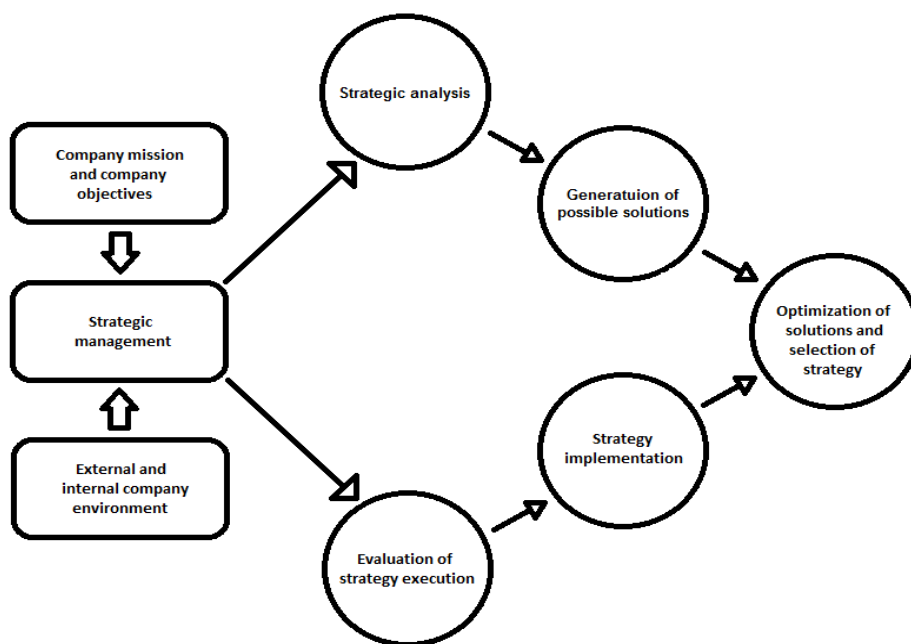 Strategic analysis
Company mission
and company
objectives
Generatuion of
possible solutions
Strategic
management
Optimization of
solutions and
selection of
strategy
Strategy
implementation
External and
internal company
environment
Evaluation of
strategy execution